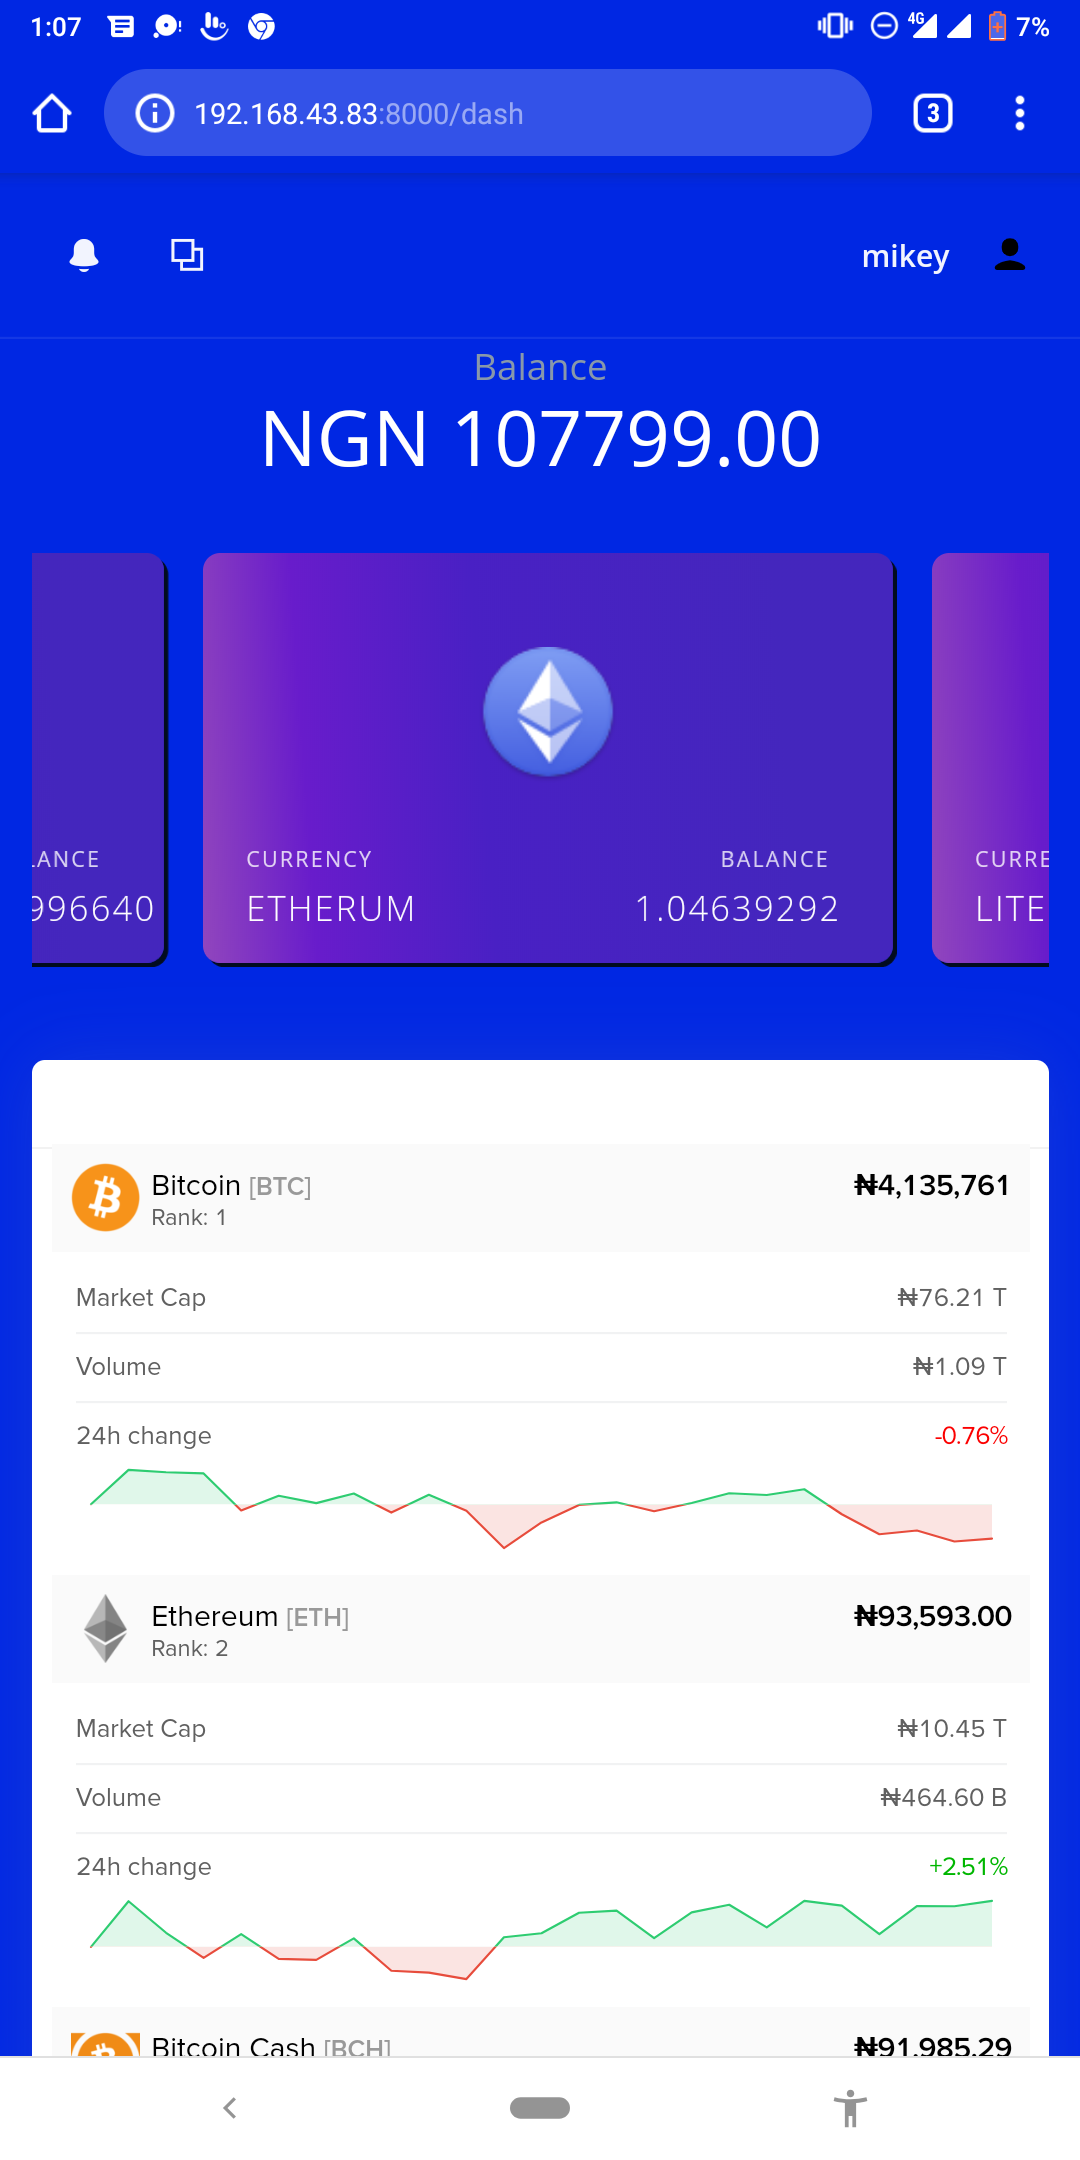 1:07 4G 7%
192.168.43.83:8000/dash 3
mikey
Balance
NGN 107799.00
LANCE CURRENCY BALANCE CURRE
996640 ETHERUM 1.04639292 LITE
Bitcoin [BTC] ₦4,135,761
Rank: 1
Market Cap ₦76.21 T
Volume ₦1.09 T
24h change -0.76%
Ethereum [ETH] ₦93,593.00
Rank: 2
Market Cap ₦10.45 T
Volume ₦464.60 B
24h change +2.51%
Bitcoin Cash [BCH] ₦91,985.29